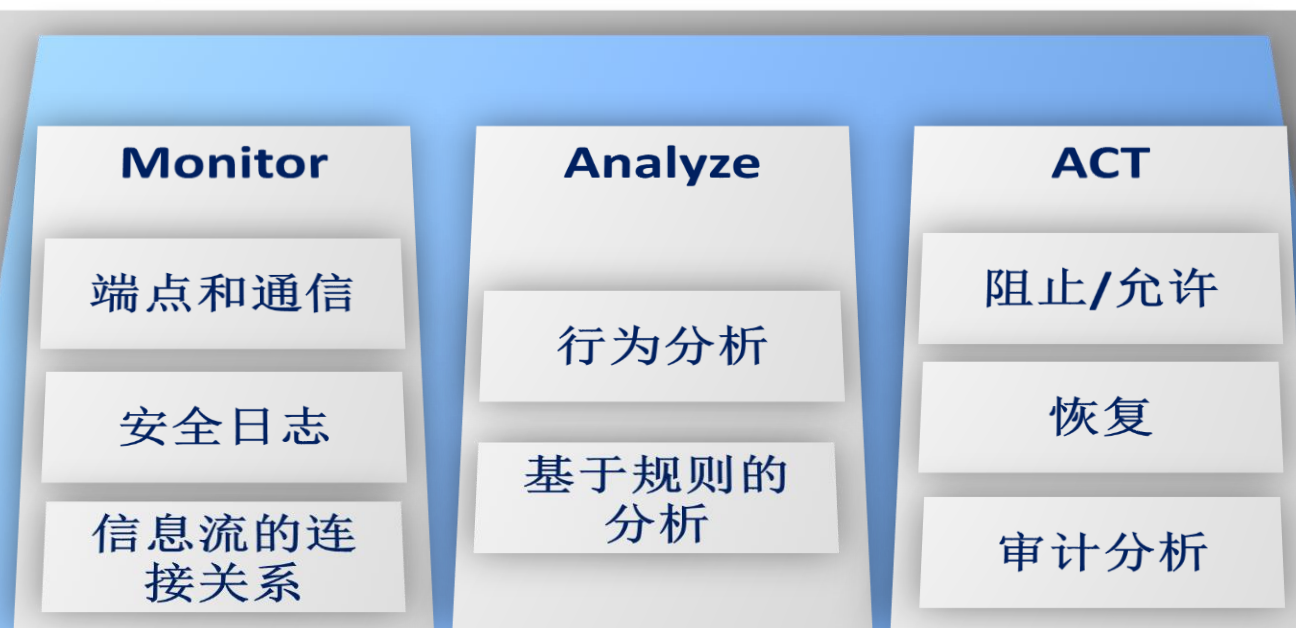 Monitor
端点和通信
安全日志
信息流的连
接关系
Analyze
行为分析
基于规则的
分析
ACT
阻止/允许
恢复
审计分析